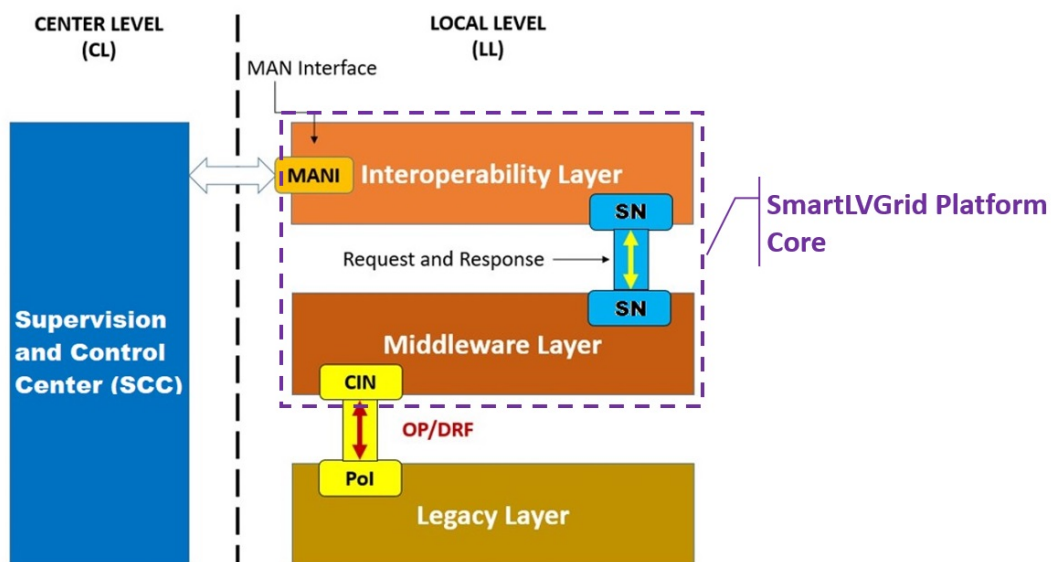 CENTER LEVEL
(CL)
LOCAL LEVEL
(LL)
MAN Interface
MANI
Interoperability Layer
SN
SmartLVGrid Platform
Core
Request and Response
SN
Supervision
and Control
Center (SCC)
Middleware Layer
CIN
OP/DRF
PoI
Legacy Layer